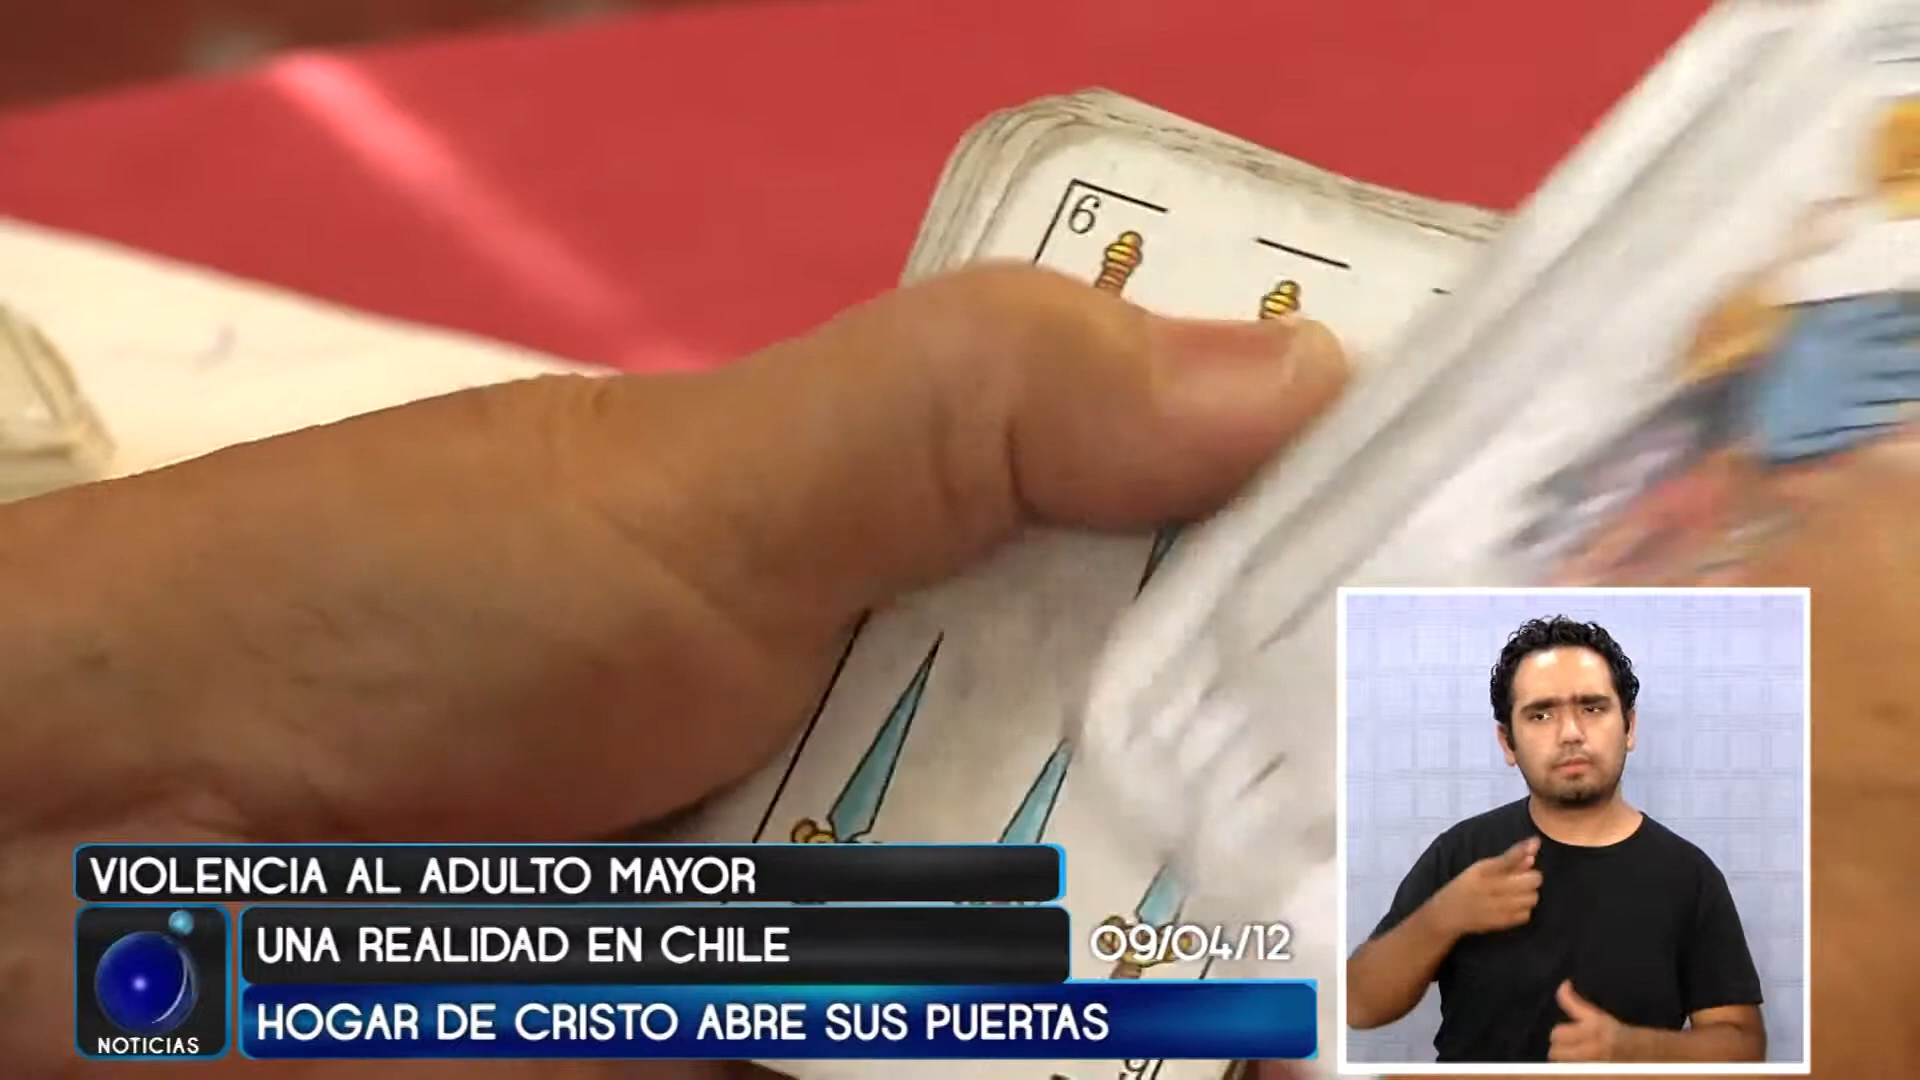 6
VIOLENCIA AL ADULTO MAYOR
UNA REALIDAD EN CHILE
09/04/12
HOGAR DE CRISTO ABRE SUS PUERTAS
NOTICIAS